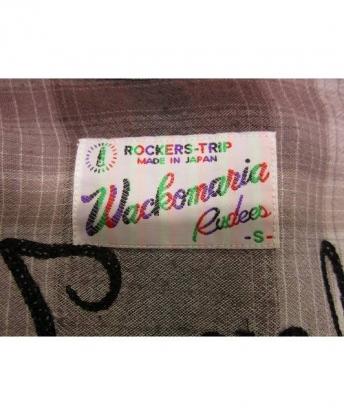 ROCKERS-TRIP
MADE IN JAPAN
Wackomaria
Rudees
-S-